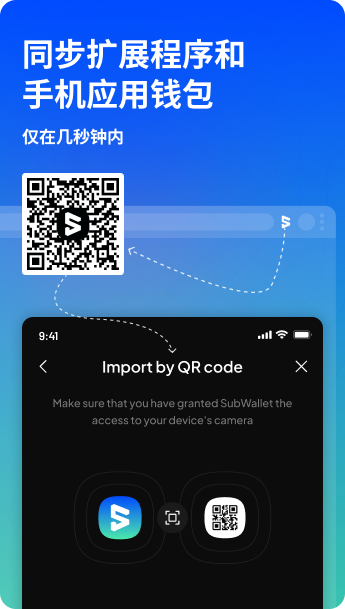 同步扩展程序和
手机应用钱包
仅在几秒钟内
9:41
Import by QR code
Make sure that you have granted SubWallet the
access to your device's camera